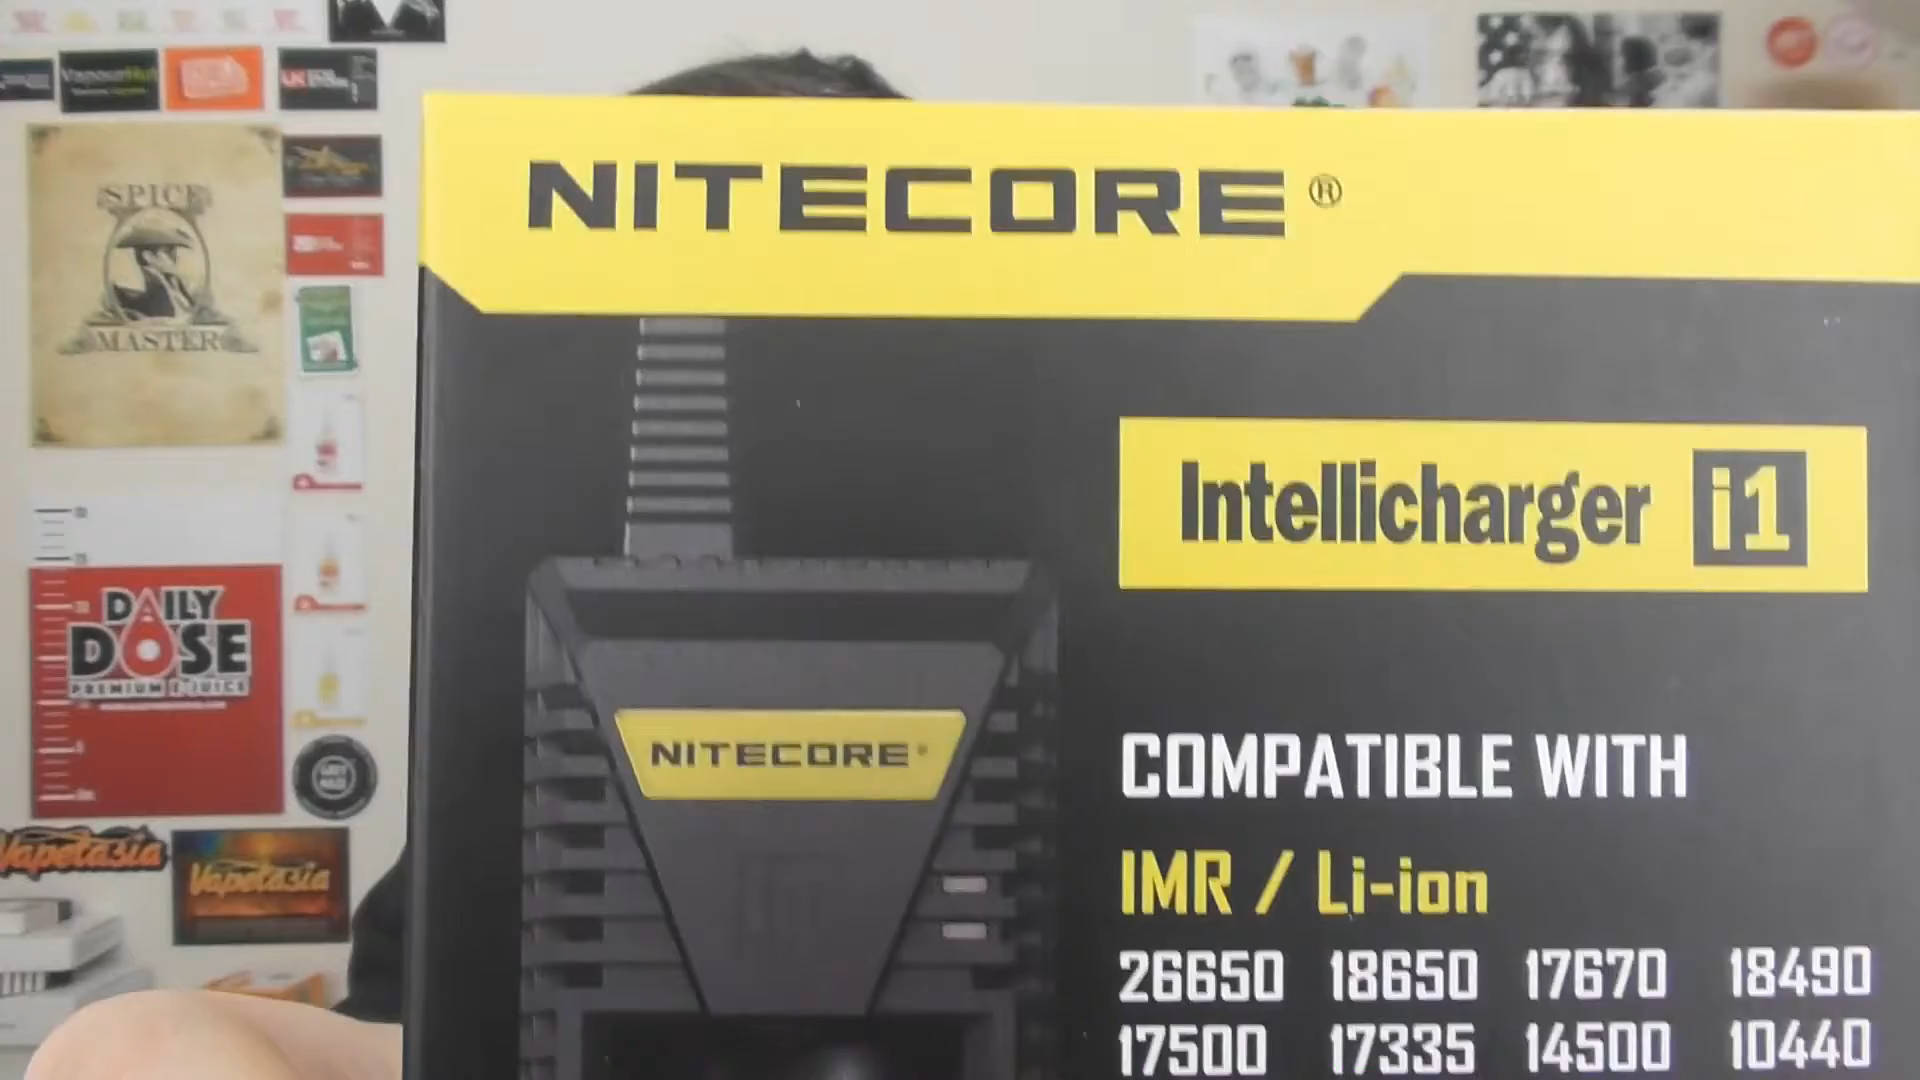 NITECORE®
Intellicharger i1
NITECORE
COMPATIBLE WITH
IMR / Li-ion
26650 18650 17670 18490
17500 17335 14500 10440
SPICE
MASTER
DAILY
DOSE
PREMIUM E-JUICE
Vapetasia
Vapetasia